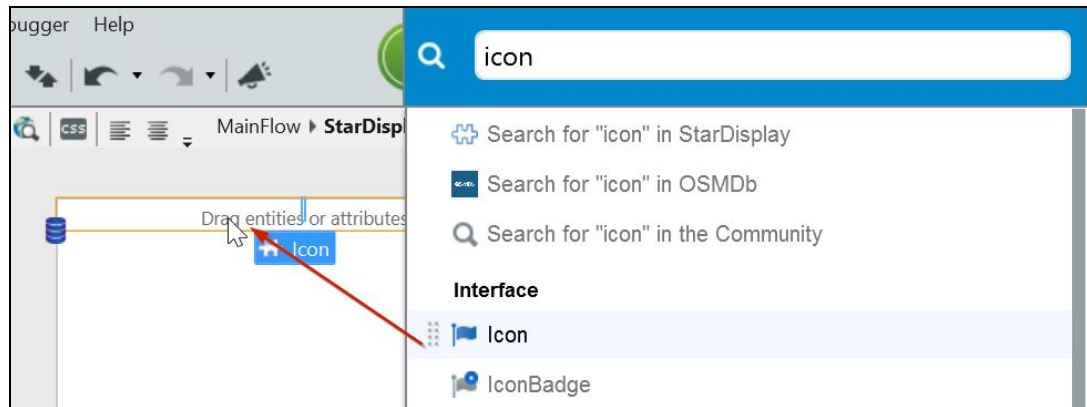 Help
icon
css
MainFlow StarDispl
Search for "icon" in StarDisplay
Search for "icon" in OSMDb
Search for "icon" in the Community
Drag entities or attributes
Icon
Interface
Icon
IconBadge